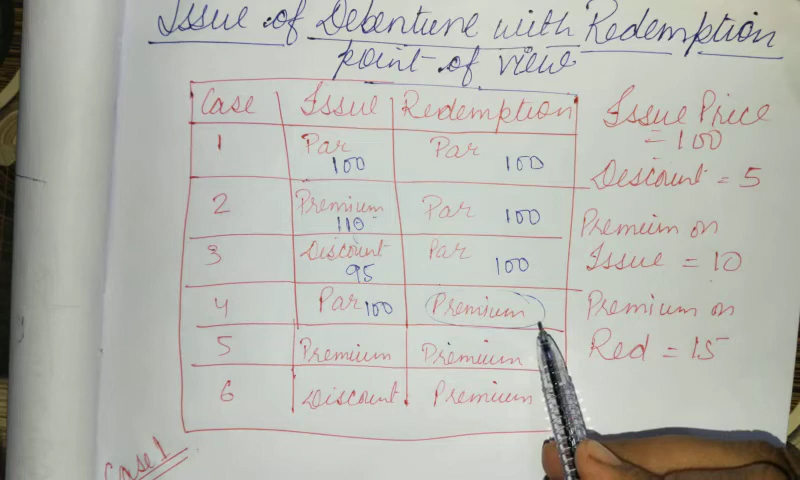 Issue of Debenture with Redemption
point of view
Case Issue Redemption
1 Par 100 Par 100
2 Premium 110 Par 100
3 Discount 95 Par 100
4 Par 100 Premium
5 Premium Premium
6 Discount Premium
Issue Price
= 100
Discount = 5
Premium on
Issue = 10
Premium on
Red = 15
Case 1